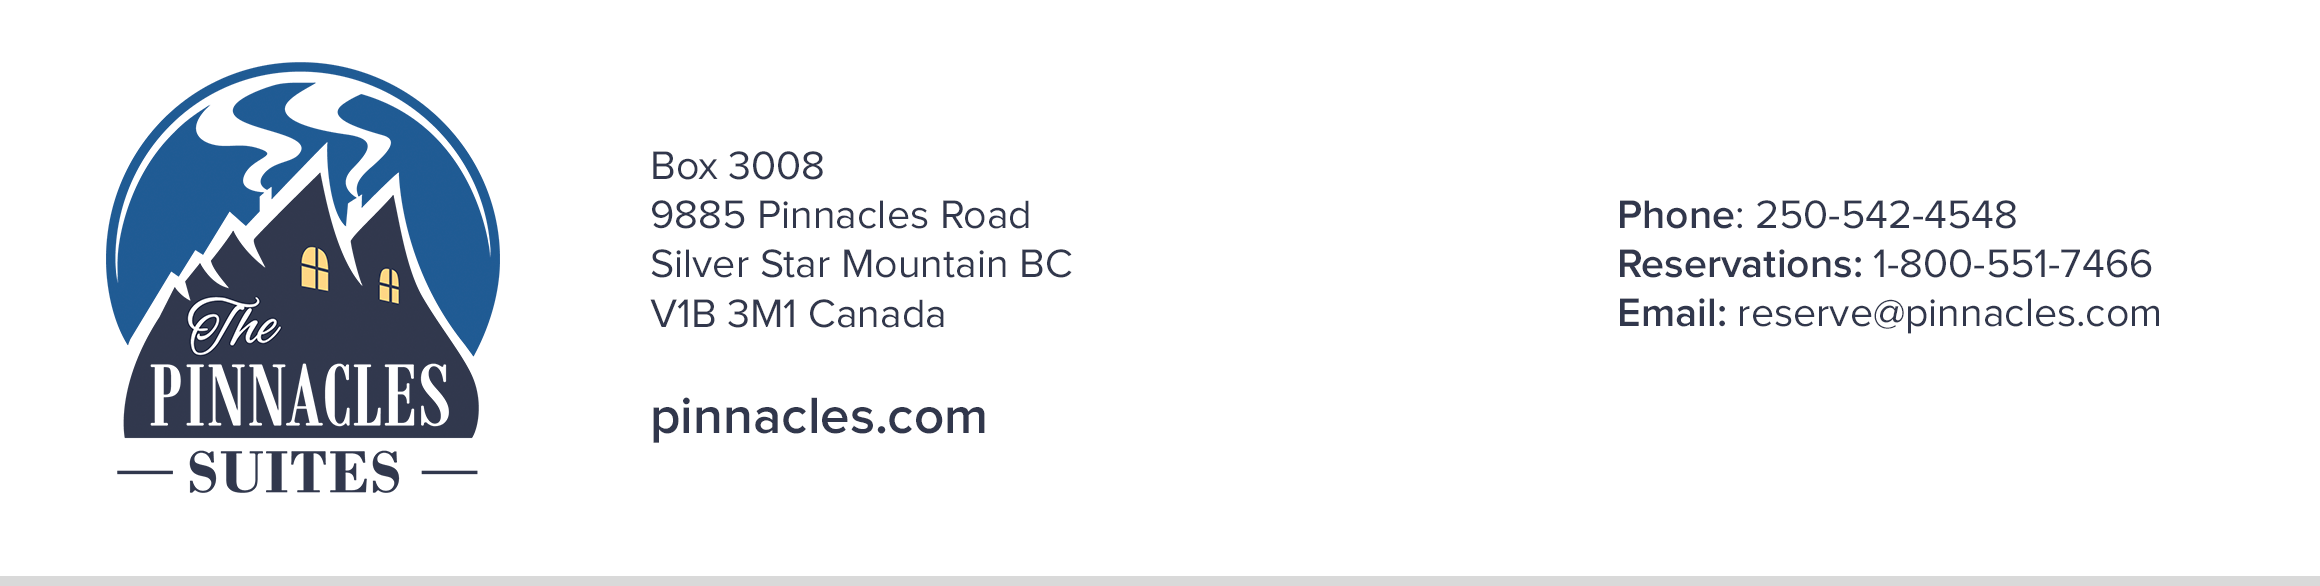 The
PINNACLES
SUITES
Box 3008
9885 Pinnacles Road
Silver Star Mountain BC
V1B 3M1 Canada
pinnacles.com
Phone: 250-542-4548
Reservations: 1-800-551-7466
Email: reserve@pinnacles.com